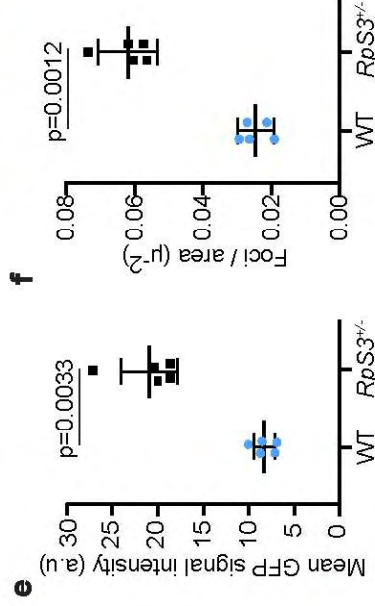 e
Mean GFP signal intensity (a.u)
30
25
20
15
10
5
0
p=0.0033
WT
RpS3+/-
f
Foci / area (μ-2)
0.08
0.06
0.04
0.02
0.00
p=0.0012
WT
RpS3+/-